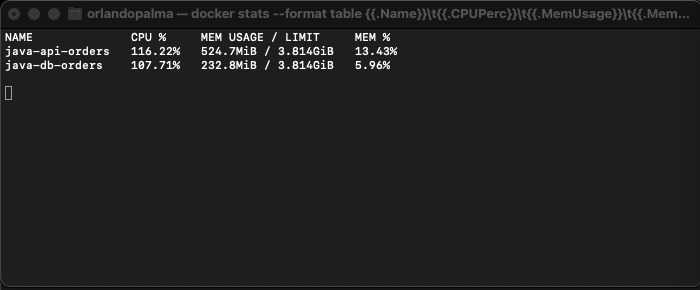 orlandopalma — docker stats --format table {{.Name}}\t{{.CPUPerc}}\t{{.MemUsage}}\t{{.Mem...
NAME CPU % MEM USAGE / LIMIT MEM %
java-api-orders 116.22% 524.7MiB / 3.814GiB 13.43%
java-db-orders 107.71% 232.8MiB / 3.814GiB 5.96%